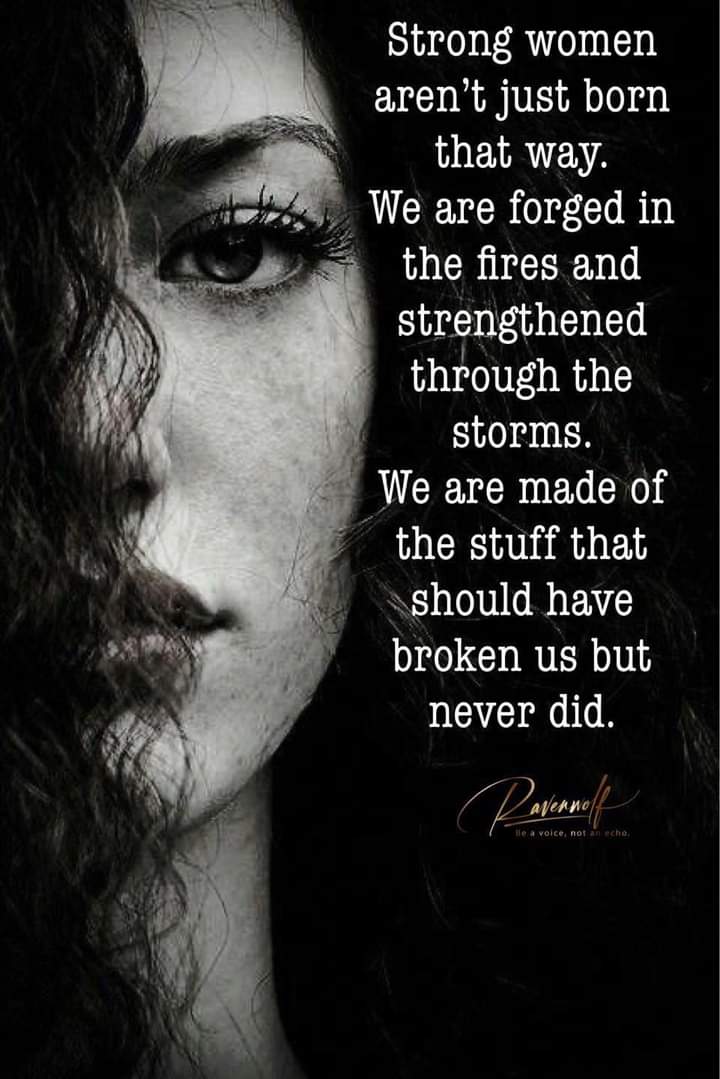 Strong women
aren’t just born
that way.
We are forged in
the fires and
strengthened
through the
storms.
We are made of
the stuff that
should have
broken us but
never did.
Ravenwolf
Be a voice, not an echo.